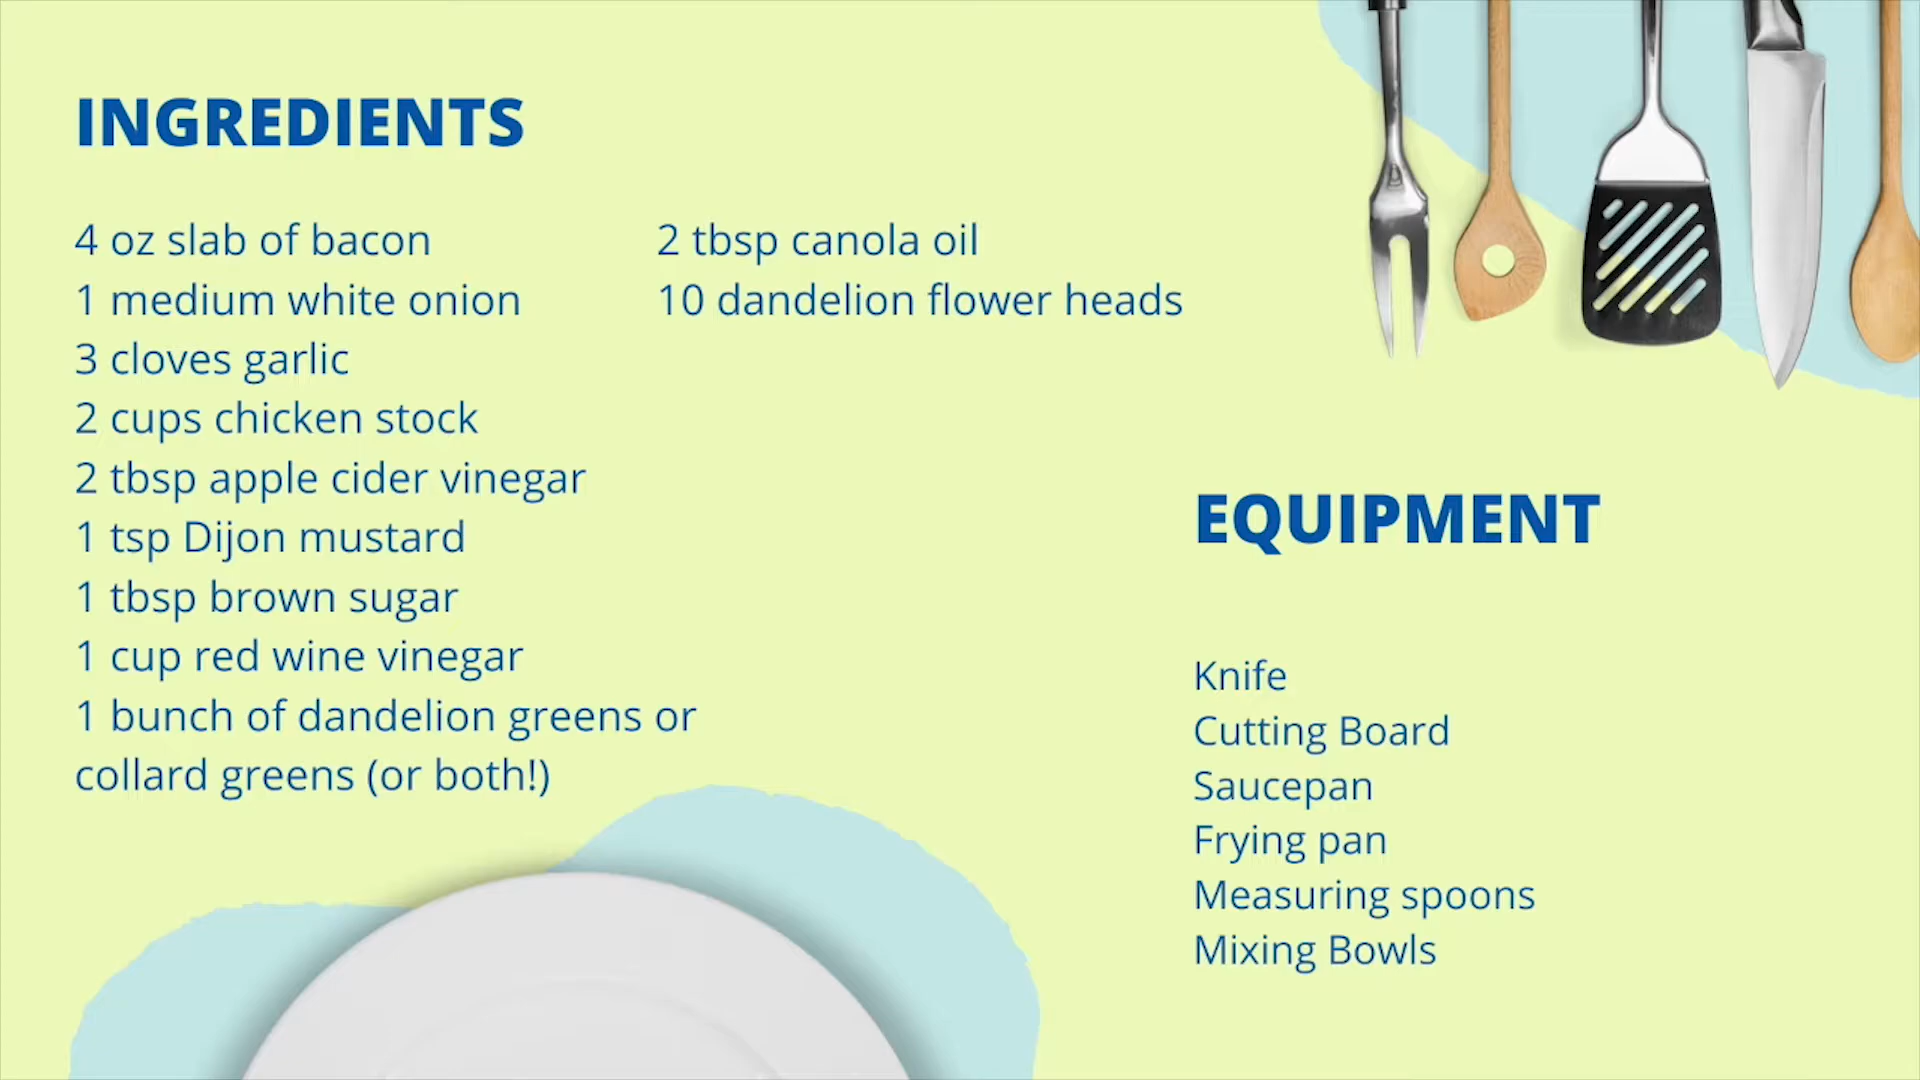 INGREDIENTS
4 oz slab of bacon
1 medium white onion
3 cloves garlic
2 cups chicken stock
2 tbsp apple cider vinegar
1 tsp Dijon mustard
1 tbsp brown sugar
1 cup red wine vinegar
1 bunch of dandelion greens or
collard greens (or both!)
2 tbsp canola oil
10 dandelion flower heads
EQUIPMENT
Knife
Cutting Board
Saucepan
Frying pan
Measuring spoons
Mixing Bowls